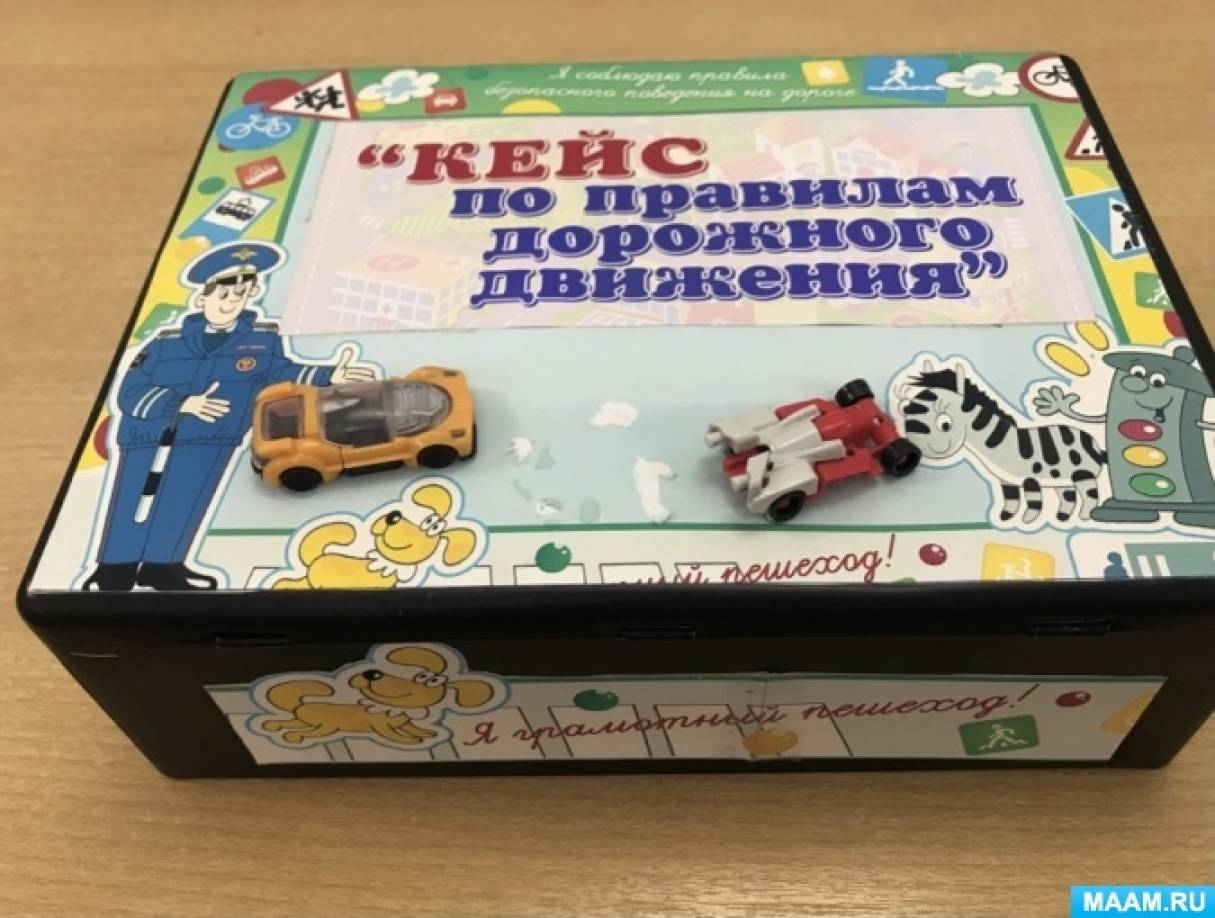 Я соблюдаю правила
безопасного поведения на дороге
“КЕЙС
по правилам
дорожного
движения”
пешеход!
Я грамотный пешеход!
MAAM.RU